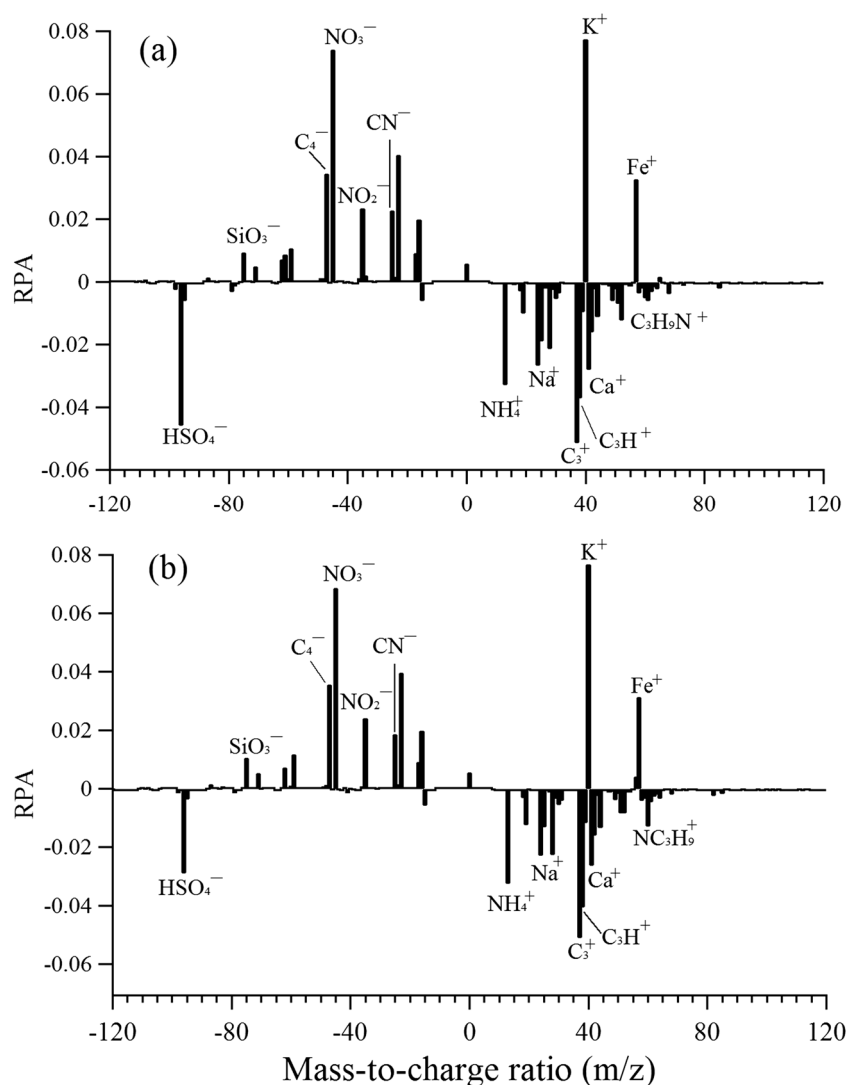 (a)
RPA
0.08
0.06
0.04
0.02
0
-0.02
-0.04
-0.06
NO₃⁻
C₄⁻
CN⁻
NO₂⁻
SiO₃⁻
HSO₄⁻
K⁺
Fe⁺
C₃H₉N⁺
Na⁺
Ca⁺
NH₄⁺
C₃H⁺
C₃⁺
-120 -80 -40 0 40 80 120
(b)
RPA
0.08
0.06
0.04
0.02
0
-0.02
-0.04
-0.06
NO₃⁻
C₄⁻
CN⁻
NO₂⁻
SiO₃⁻
HSO₄⁻
K⁺
Fe⁺
NC₃H₉⁺
Na⁺
Ca⁺
NH₄⁺
C₃H⁺
C₃⁺
-120 -80 -40 0 40 80 120
Mass-to-charge ratio (m/z)